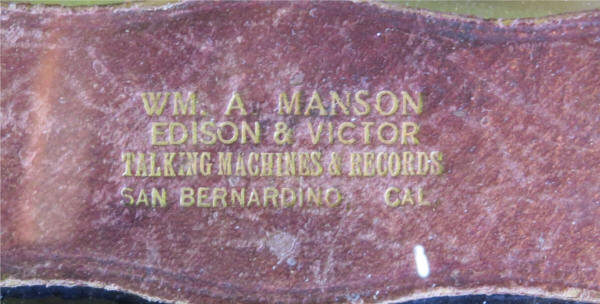 WM. A. MANSON
EDISON & VICTOR
TALKING MACHINES & RECORDS
SAN BERNARDINO, CAL.